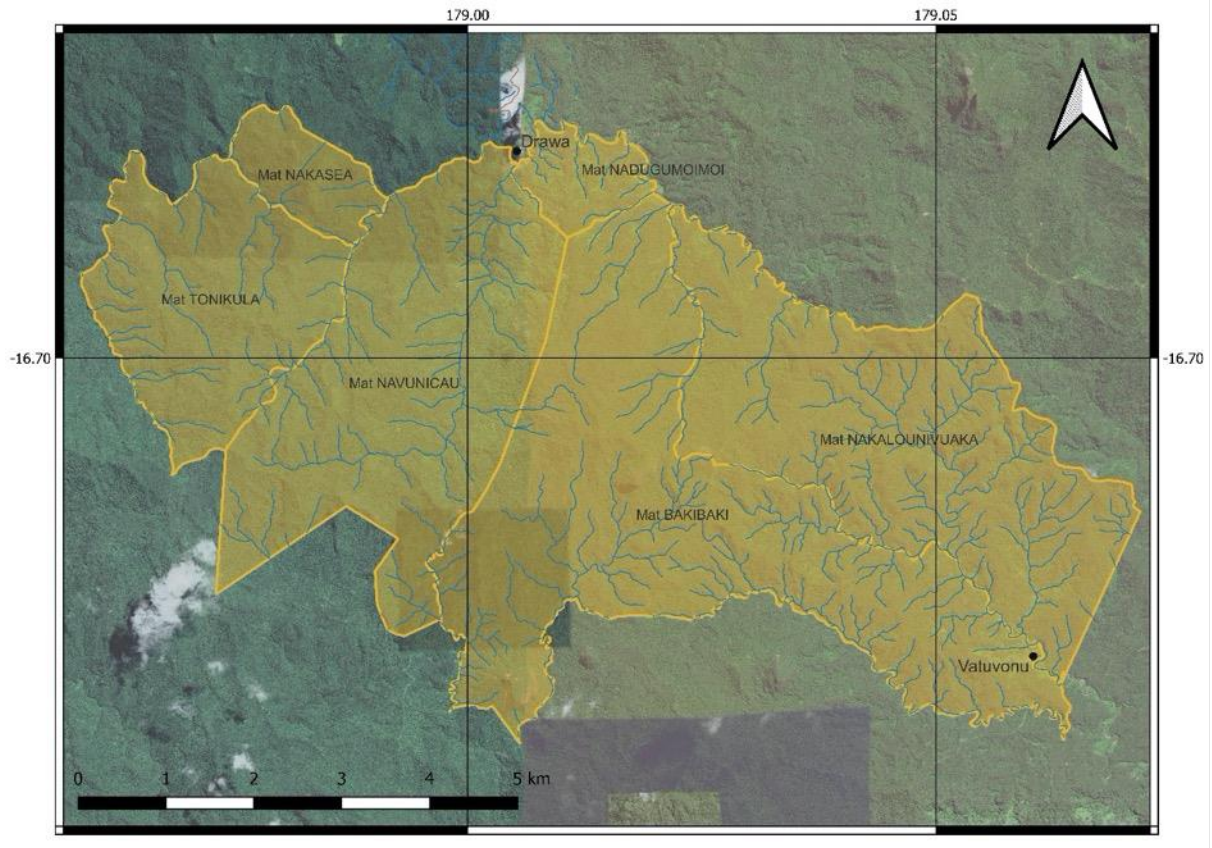 179.00
179.05
Drawa
Mat NADUGUMOIMOI
Mat NAKASEA
Mat TONIKULA
-16.70
-16.70
Mat NAVUNICAU
Mat NAKALOUNIVUAKA
Mat BAKIBAKI
Vatuvonu
0 1 2 3 4 5 km